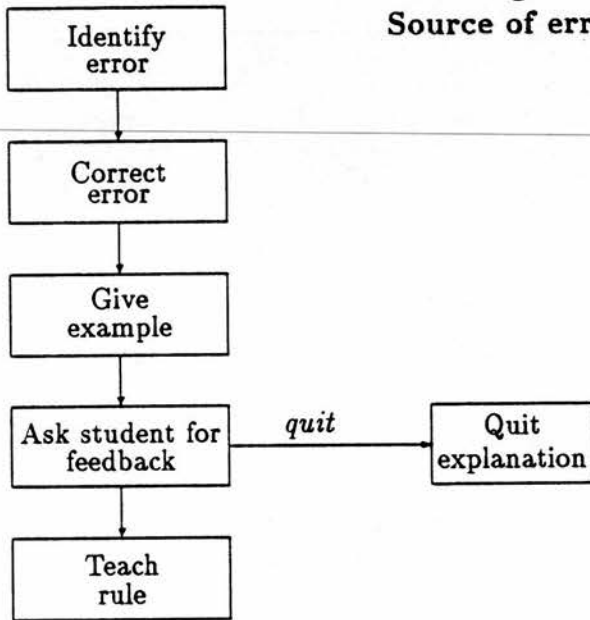 Source of err
Identify
error
Correct
error
Give
example
Ask student for
feedback
quit
Quit
explanation
Teach
rule